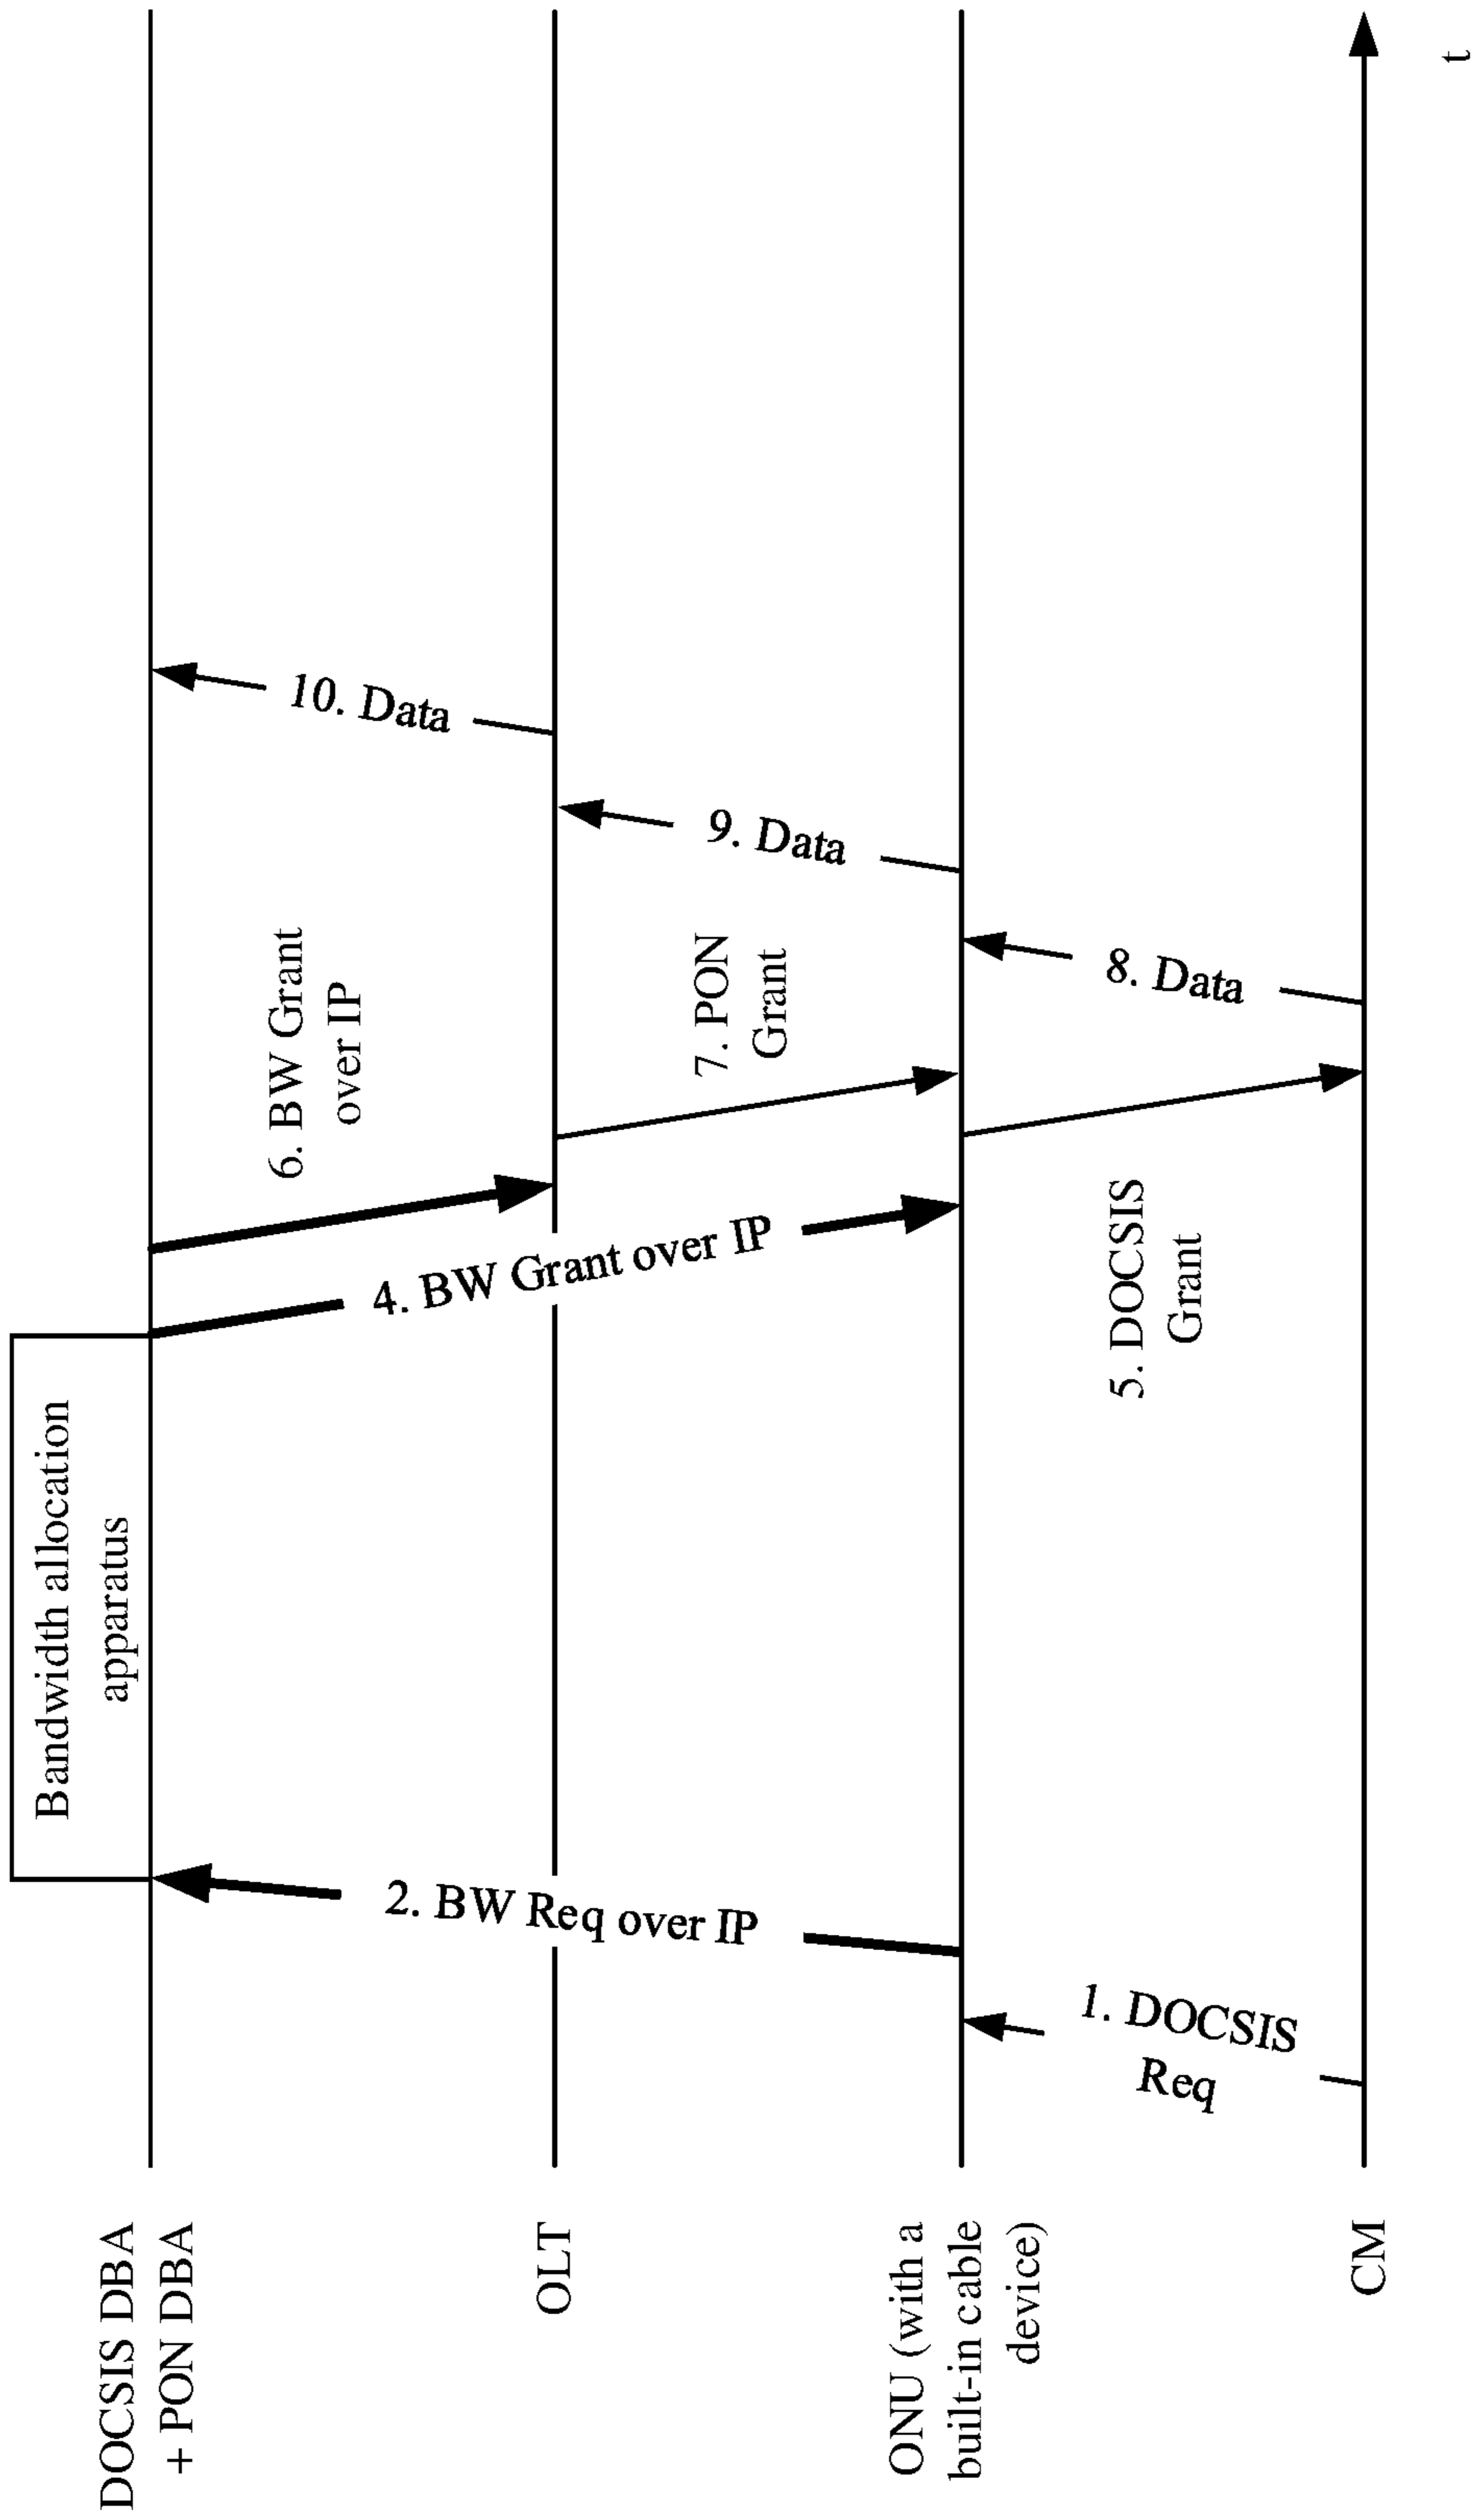 Bandwidth allocation
apparatus
DOCSIS DBA
+ PON DBA
OLT
ONU (with a
built-in cable
device)
CM
1. DOCSIS
Req
2. BW Req over IP
4. BW Grant over IP
5. DOCSIS
Grant
6. BW Grant
over IP
7. PON
Grant
8. Data
9. Data
10. Data
t